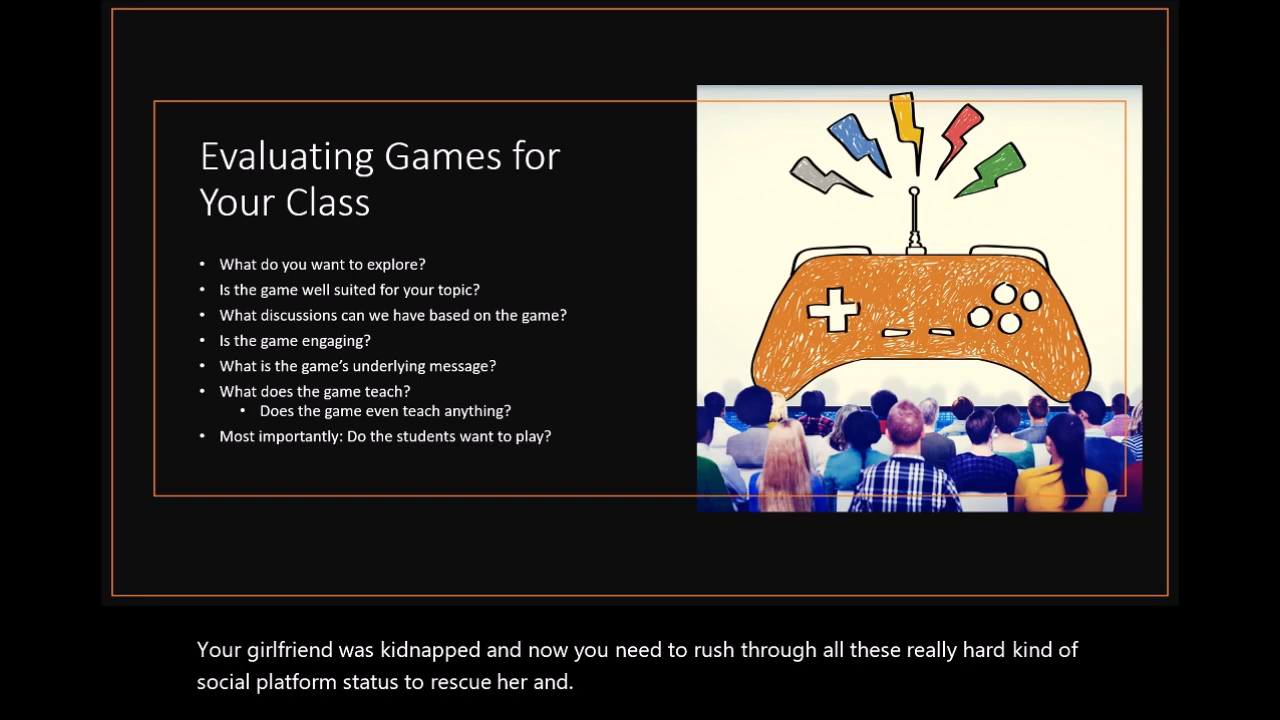 Evaluating Games for
Your Class
• What do you want to explore?
• Is the game well suited for your topic?
• What discussions can we have based on the game?
• Is the game engaging?
• What is the game's underlying message?
• What does the game teach?
• Does the game even teach anything?
• Most importantly: Do the students want to play?
Your girlfriend was kidnapped and now you need to rush through all these really hard kind of
social platform status to rescue her and.